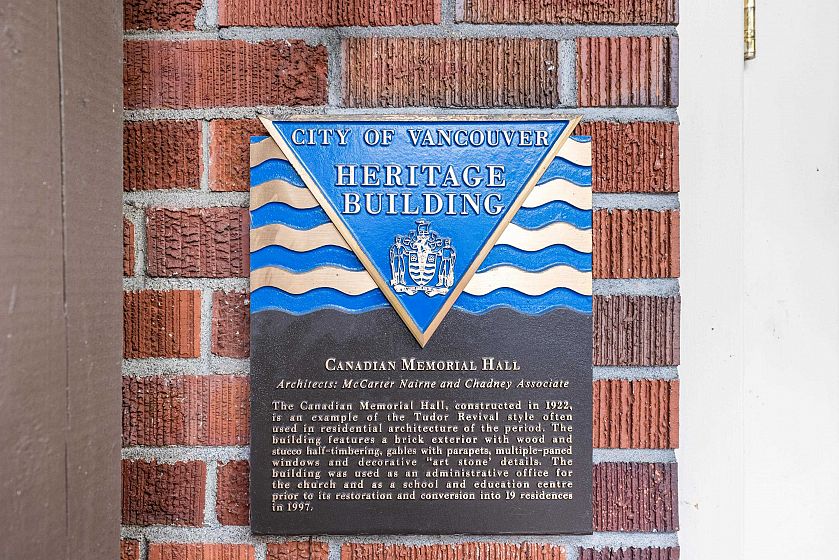 CITY OF VANCOUVER
HERITAGE
BUILDING
CANADIAN MEMORIAL HALL
Architects: McCarter Nairne and Chadney Associate
The Canadian Memorial Hall, constructed in 1922,
is an example of the Tudor Revival style often
used in residential architecture of the period. The
building features a brick exterior with wood and
stucco half-timbering, gables with parapets, multiple-paned
windows and decorative "art stone' details. The
building was used as an administrative office for
the church and as a school and education centre
prior to its restoration and conversion into 19 residences
in 1997.